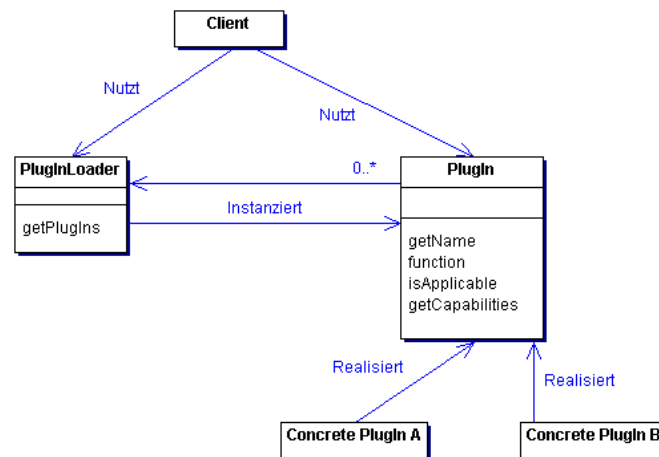 Client
Nutzt
Nutzt
PlugInLoader
0..*
PlugIn
getPlugIns
Instanziert
getName
function
isApplicable
getCapabilities
Realisiert
Realisiert
Concrete PlugIn A
Concrete PlugIn B